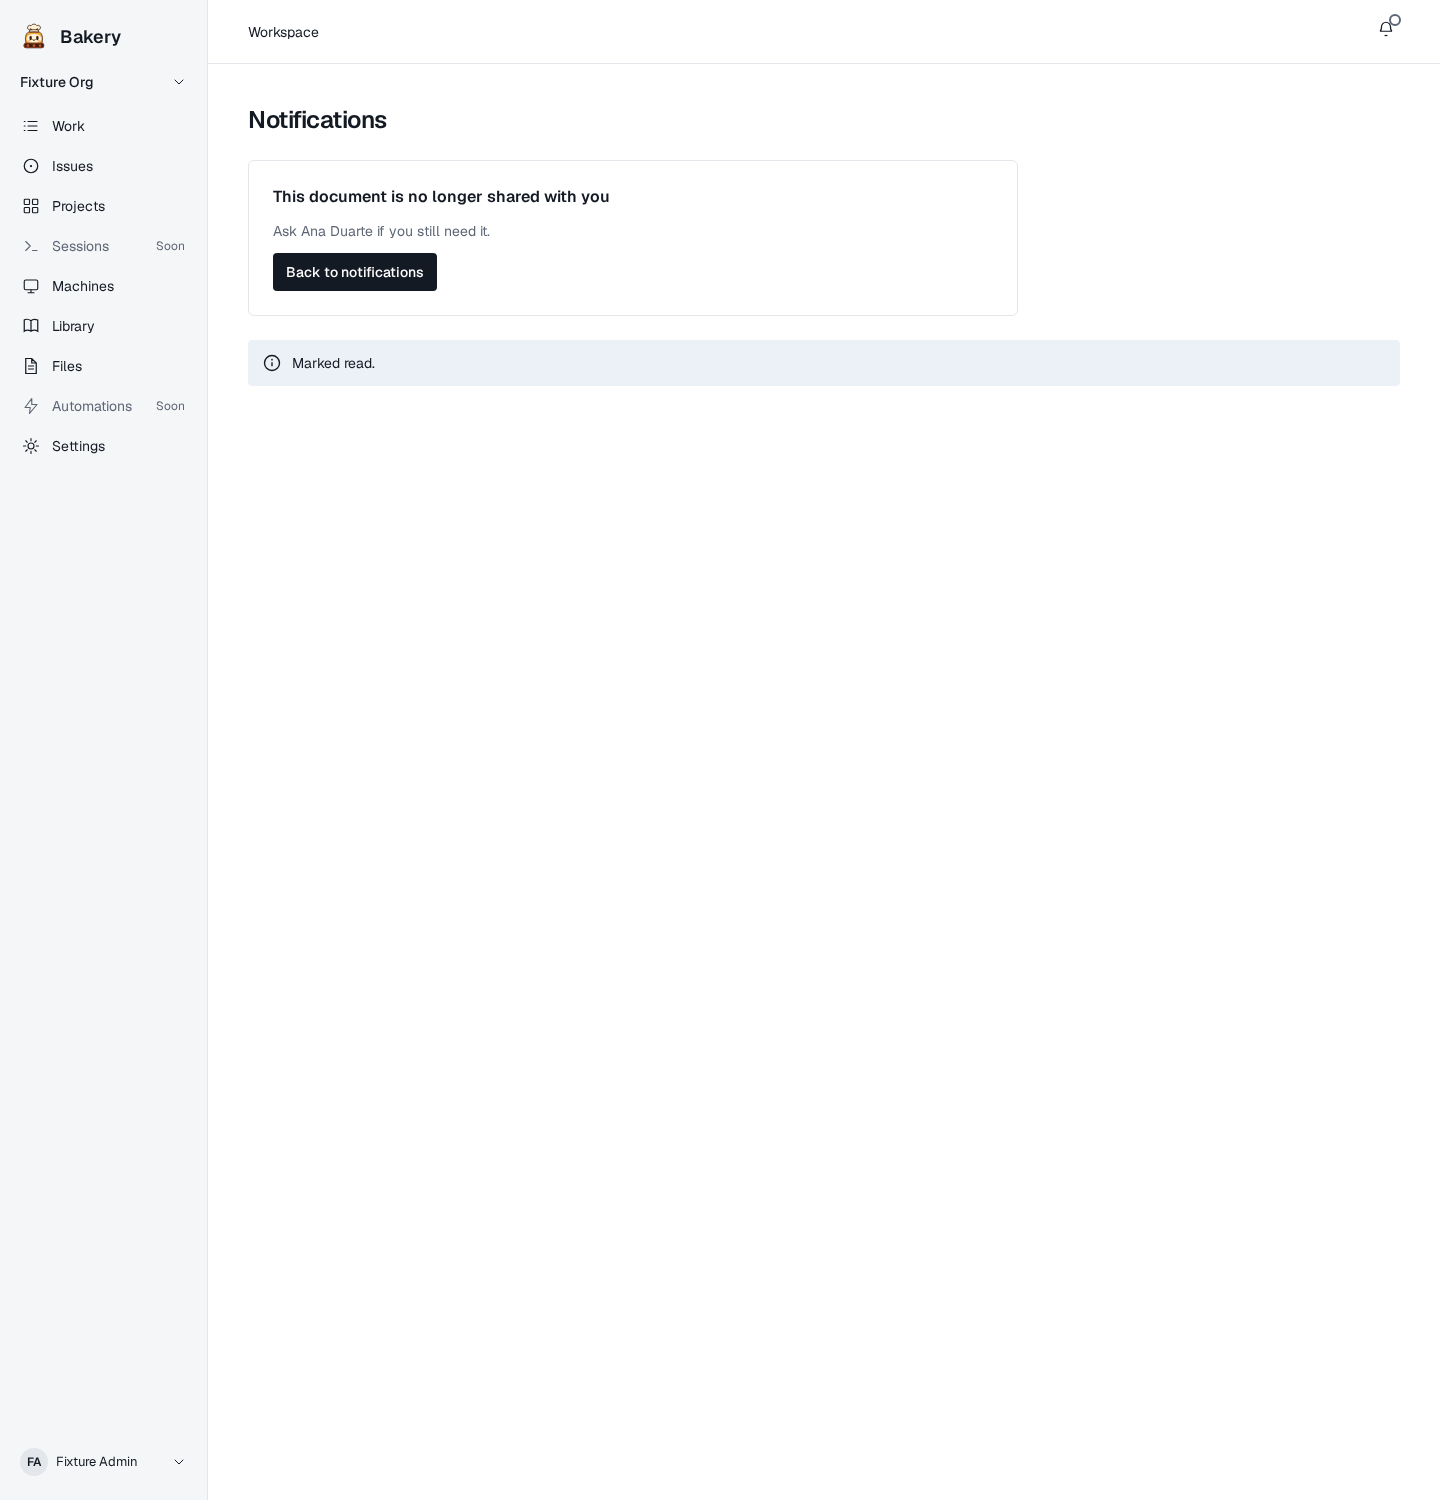 Bakery
Fixture Org
Work
Issues
Projects
Sessions Soon
Machines
Library
Files
Automations Soon
Settings
FA Fixture Admin
Workspace
Notifications
This document is no longer shared with you
Ask Ana Duarte if you still need it.
Back to notifications
Marked read.